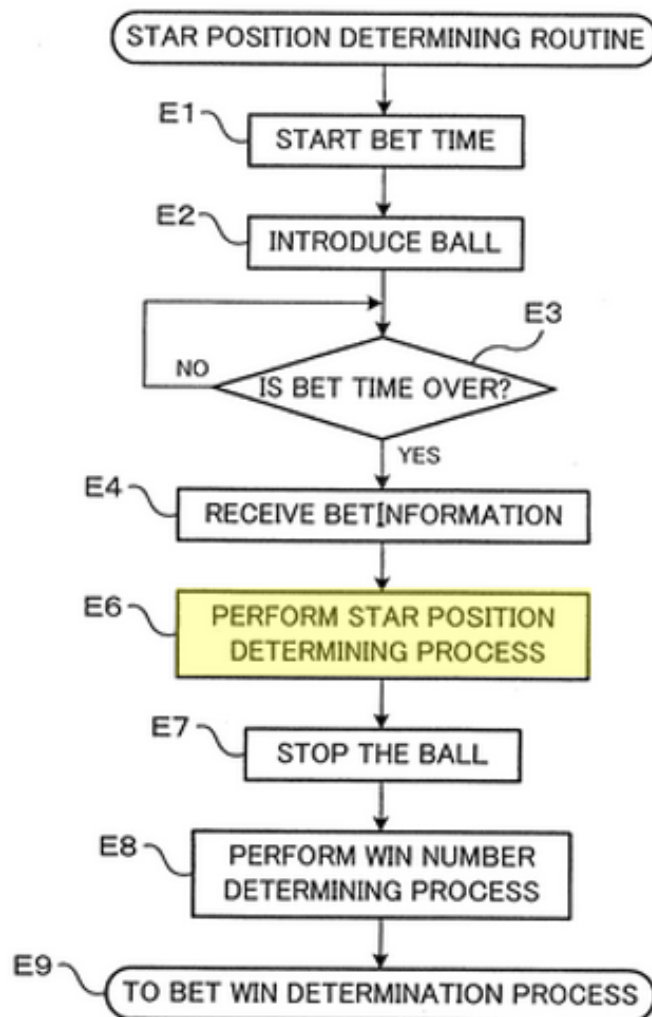 STAR POSITION DETERMINING ROUTINE
E1
START BET TIME
E2
INTRODUCE BALL
E3
NO
IS BET TIME OVER?
YES
E4
RECEIVE BET INFORMATION
E6
PERFORM STAR POSITION
DETERMINING PROCESS
E7
STOP THE BALL
E8
PERFORM WIN NUMBER
DETERMINING PROCESS
E9
TO BET WIN DETERMINATION PROCESS